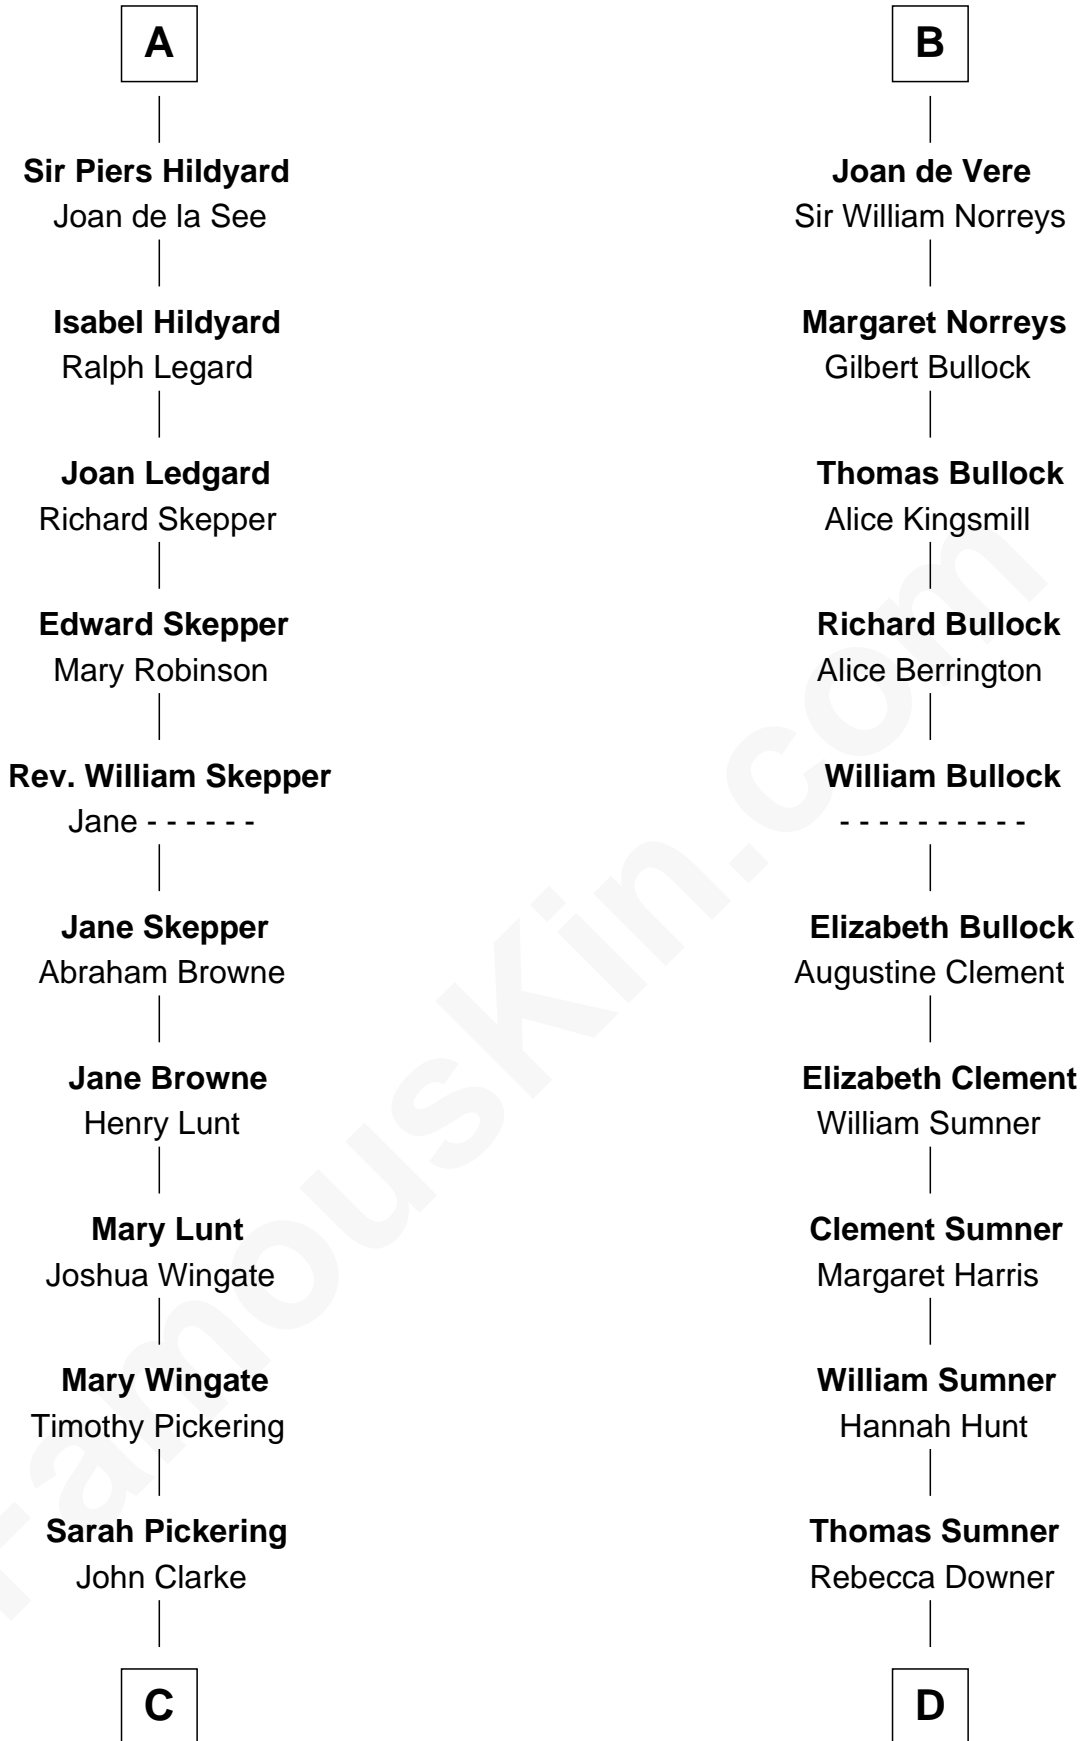 A
Sir Piers Hildyard
Joan de la See
Isabel Hildyard
Ralph Legard
Joan Ledgard
Richard Skepper
Edward Skepper
Mary Robinson
Rev. William Skepper
Jane - - - - - -
Jane Skepper
Abraham Browne
Jane Browne
Henry Lunt
Mary Lunt
Joshua Wingate
Mary Wingate
Timothy Pickering
Sarah Pickering
John Clarke
C
B
Joan de Vere
Sir William Norreys
Margaret Norreys
Gilbert Bullock
Thomas Bullock
Alice Kingsmill
Richard Bullock
Alice Berrington
William Bullock
- - - - - - - - - -
Elizabeth Bullock
Augustine Clement
Elizabeth Clement
William Sumner
Clement Sumner
Margaret Harris
William Sumner
Hannah Hunt
Thomas Sumner
Rebecca Downer
D
FamousKin.com